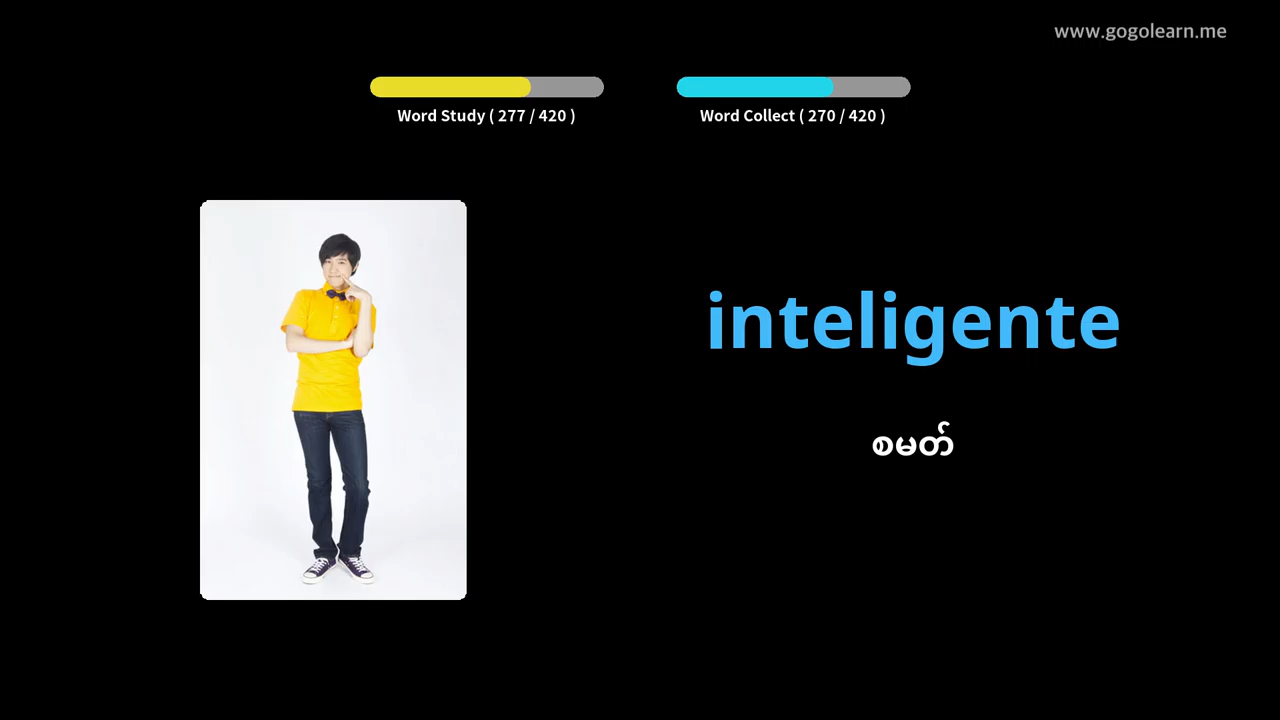 www.gogolearn.me
Word Study ( 277 / 420 )
Word Collect ( 270 / 420 )
inteligente
စမတ်